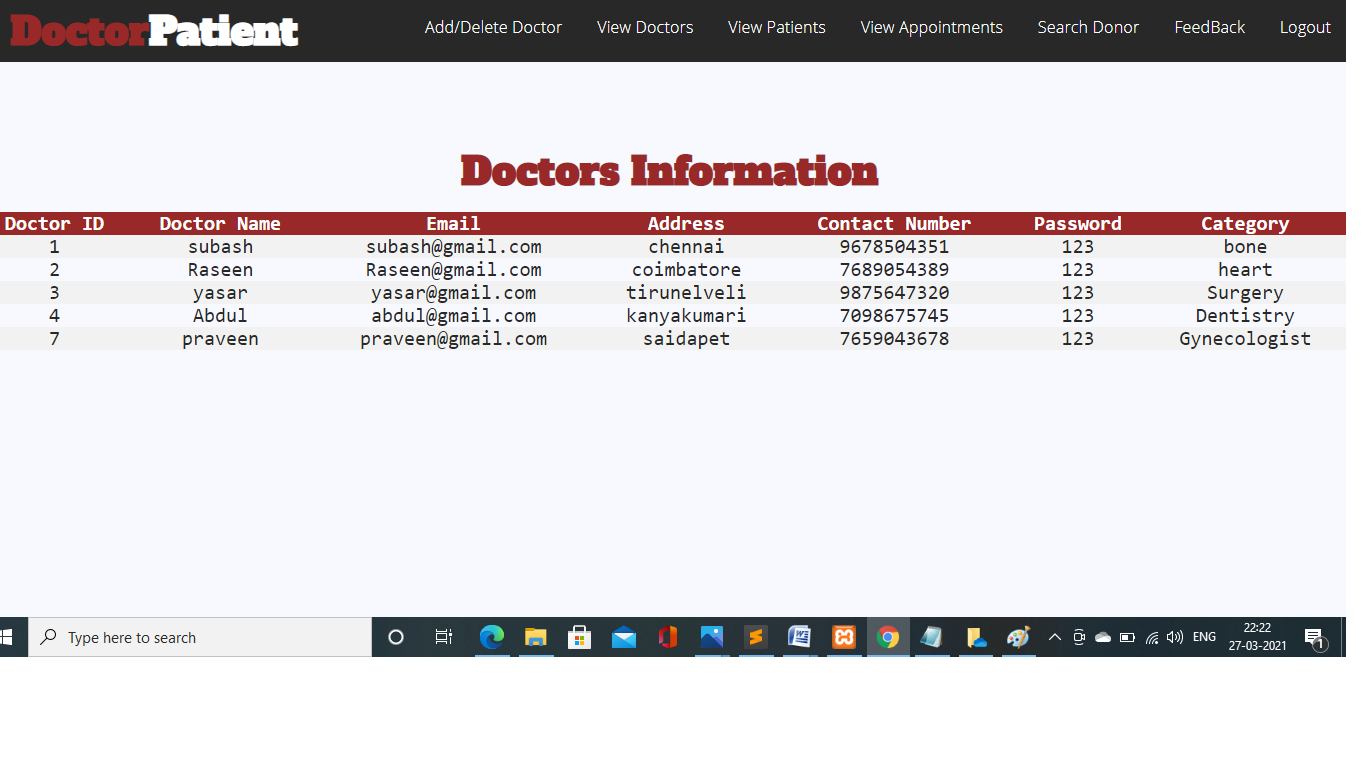 DoctorPatient Add/Delete Doctor View Doctors View Patients View Appointments Search Donor FeedBack Logout
Doctors Information
Doctor ID Doctor Name Email Address Contact Number Password Category
1 subash subash@gmail.com chennai 9678504351 123 bone
2 Raseen Raseen@gmail.com coimbatore 7689054389 123 heart
3 yasar yasar@gmail.com tirunelveli 9875647320 123 Surgery
4 Abdul abdul@gmail.com kanyakumari 7098675745 123 Dentistry
7 praveen praveen@gmail.com saidapet 7659043678 123 Gynecologist
Type here to search ENG 22:22
27-03-2021
1